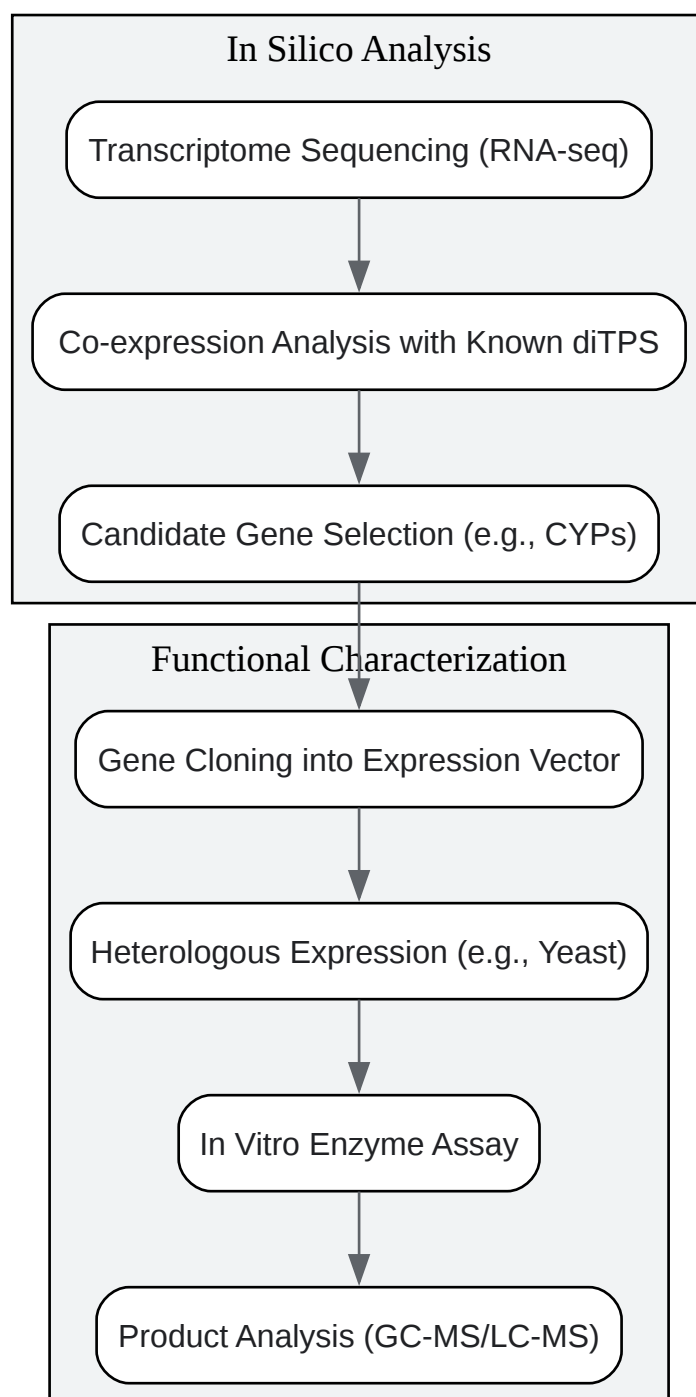 In Silico Analysis
Transcriptome Sequencing (RNA-seq)
Co-expression Analysis with Known diTPS
Candidate Gene Selection (e.g., CYPs)
Functional Characterization
Gene Cloning into Expression Vector
Heterologous Expression (e.g., Yeast)
In Vitro Enzyme Assay
Product Analysis (GC-MS/LC-MS)